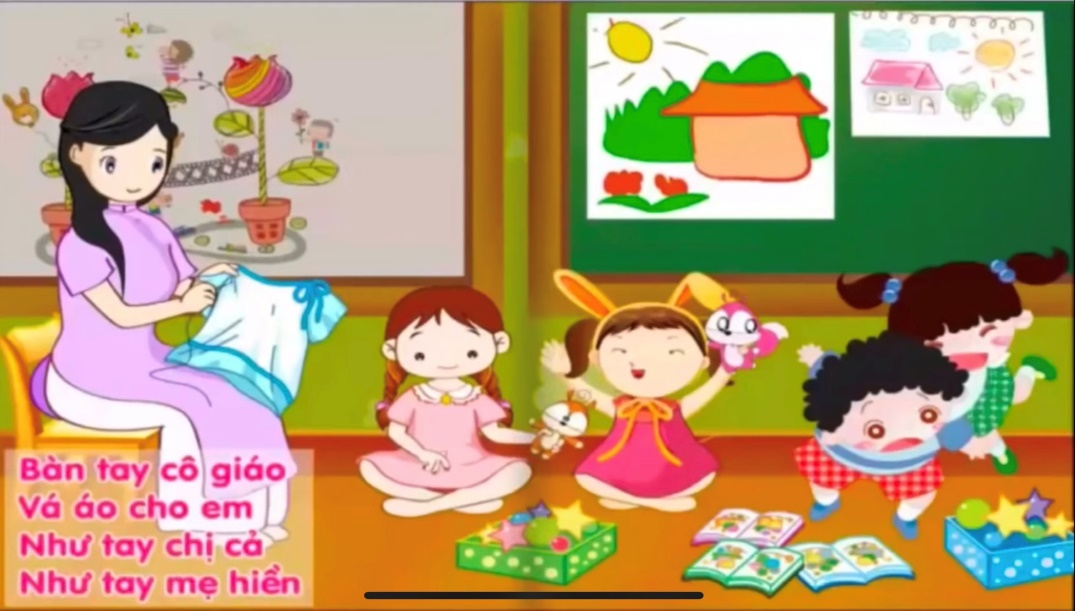 Bàn tay cô giáo
Vá áo cho em
Như tay chị cả
Như tay mẹ hiền